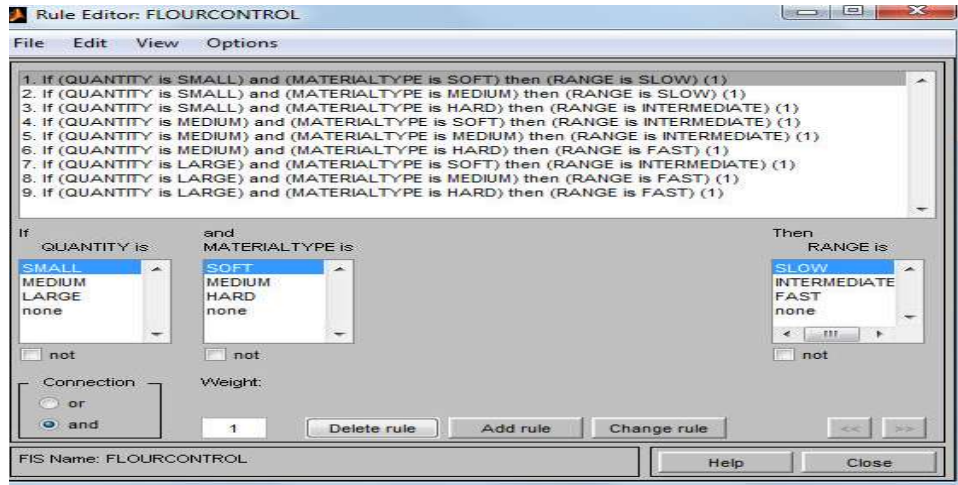 Rule Editor: FLOURCONTROL
File Edit View Options
1. If (QUANTITY is SMALL) and (MATERIALTYPE is SOFT) then (RANGE is SLOW) (1)
2. If (QUANTITY is SMALL) and (MATERIALTYPE is MEDIUM) then (RANGE is SLOW) (1)
3. If (QUANTITY is SMALL) and (MATERIALTYPE is HARD) then (RANGE is INTERMEDIATE) (1)
4. If (QUANTITY is MEDIUM) and (MATERIALTYPE is SOFT) then (RANGE is INTERMEDIATE) (1)
5. If (QUANTITY is MEDIUM) and (MATERIALTYPE is MEDIUM) then (RANGE is INTERMEDIATE) (1)
6. If (QUANTITY is MEDIUM) and (MATERIALTYPE is HARD) then (RANGE is FAST) (1)
7. If (QUANTITY is LARGE) and (MATERIALTYPE is SOFT) then (RANGE is INTERMEDIATE) (1)
8. If (QUANTITY is LARGE) and (MATERIALTYPE is MEDIUM) then (RANGE is FAST) (1)
9. If (QUANTITY is LARGE) and (MATERIALTYPE is HARD) then (RANGE is FAST) (1)
If and Then
QUANTITY is MATERIALTYPE is RANGE is
SMALL SOFT SLOW
MEDIUM MEDIUM INTERMEDIATE
LARGE HARD FAST
none none none
not not not
Connection Weight:
or
and 1 Delete rule Add rule Change rule << >>
FIS Name: FLOURCONTROL Help Close